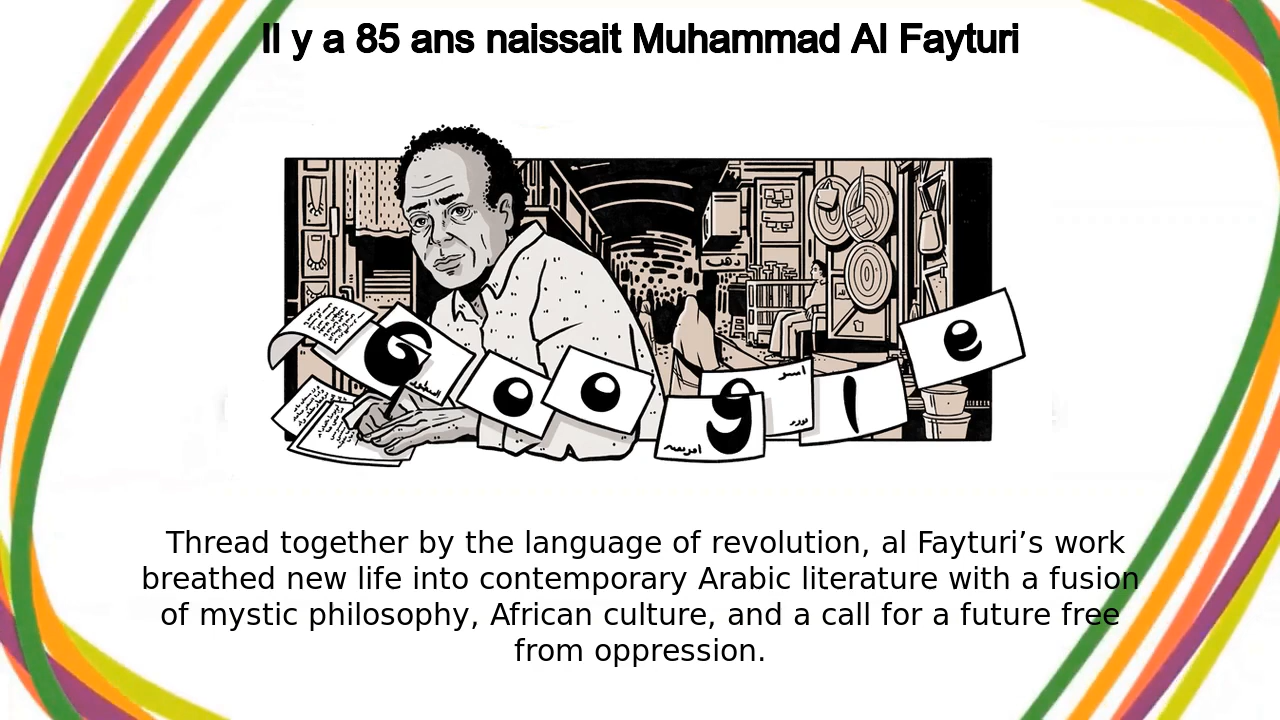 Il y a 85 ans naissait Muhammad Al Fayturi
ذهب
اسو
Thread together by the language of revolution, al Fayturi’s work
breathed new life into contemporary Arabic literature with a fusion
of mystic philosophy, African culture, and a call for a future free
from oppression.